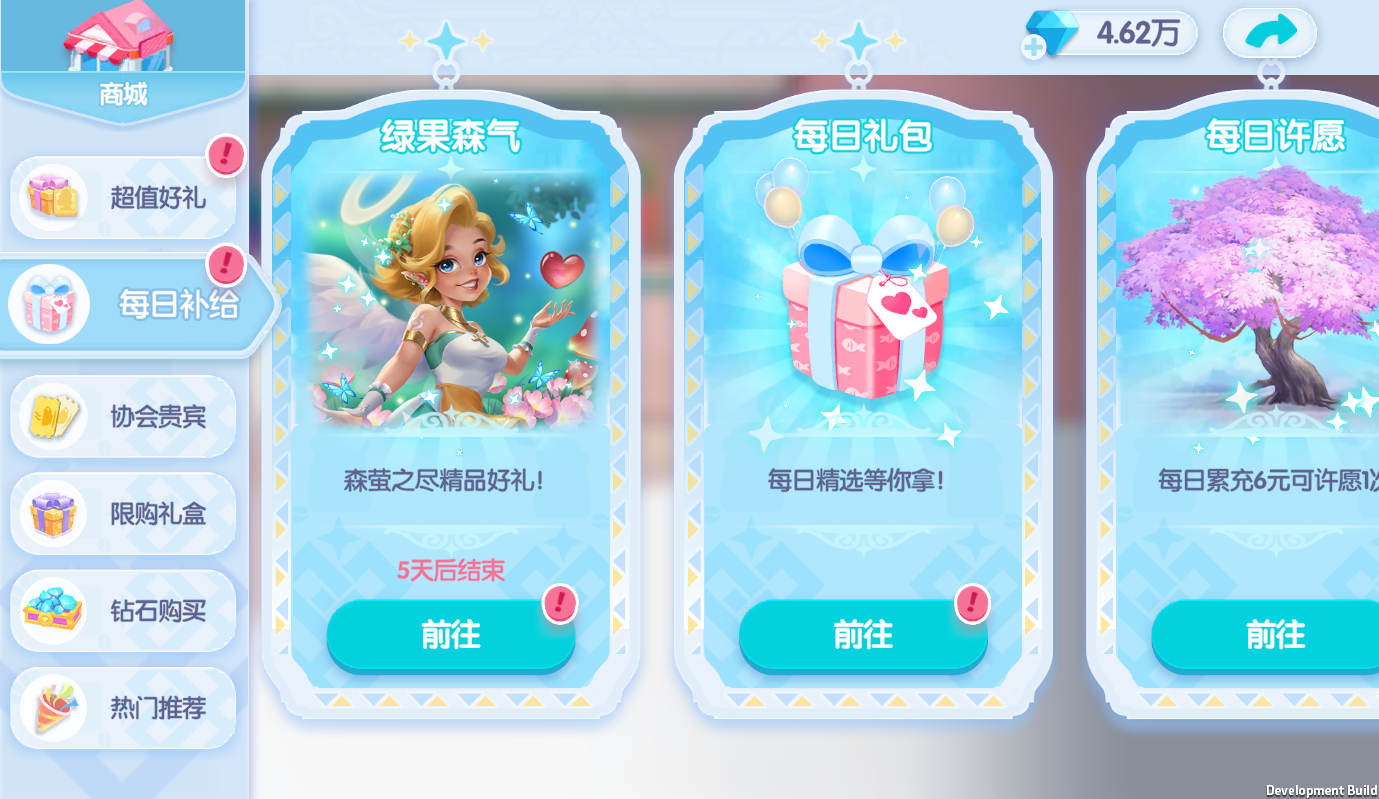 商城
4.62万
超值好礼
每日补给
协会贵宾
限购礼盒
钻石购买
热门推荐
绿果森气
森萤之尽精品好礼！
5天后结束
前往
每日礼包
每日精选等你拿！
前往
每日许愿
每日累充6元可许愿1次
前往
Development Build